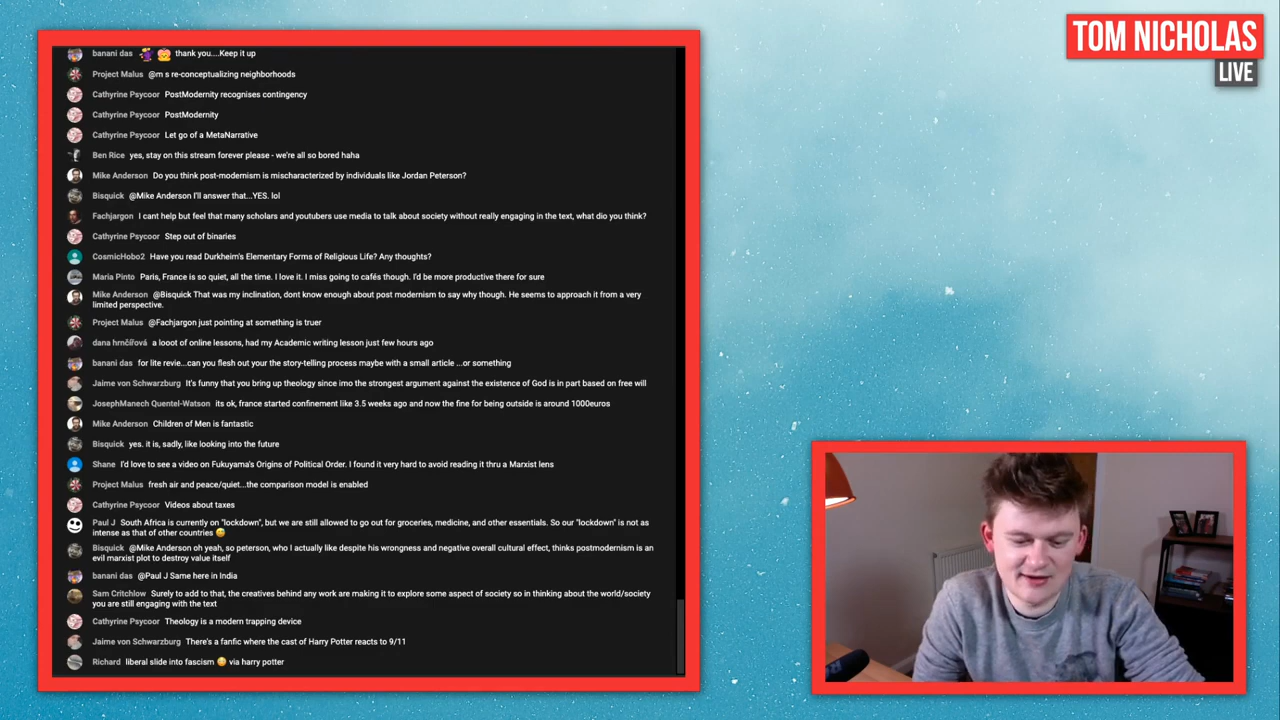 TOM NICHOLAS
LIVE
banani das thank you....Keep it up
Project Malus @m s re-conceptualizing neighborhoods
Cathyrine Psycoor PostModernity recognises contingency
Cathyrine Psycoor PostModernity
Cathyrine Psycoor Let go of a MetaNarrative
Ben Rice yes, stay on this stream forever please - we're all so bored haha
Mike Anderson Do you think post-modernism is mischaracterized by individuals like Jordan Peterson?
Bisquick @Mike Anderson I'll answer that...YES. lol
Fachjargon I cant help but feel that many scholars and youtubers use media to talk about society without really engaging in the text, what dio you think?
Cathyrine Psycoor Step out of binaries
CosmicHobo2 Have you read Durkheim's Elementary Forms of Religious Life? Any thoughts?
Maria Pinto Paris, France is so quiet, all the time. I love it. I miss going to cafés though. I'd be more productive there for sure
Mike Anderson @Bisquick That was my inclination, dont know enough about post modernism to say why though. He seems to approach it from a very
limited perspective.
Project Malus @Fachjargon just pointing at something is truer
dana hrnčířová a looot of online lessons, had my Academic writing lesson just few hours ago
banani das for lite revie...can you flesh out your the story-telling process maybe with a small article ...or something
Jaime von Schwarzburg It's funny that you bring up theology since imo the strongest argument against the existence of God is in part based on free will
JosephManech Quentel-Watson its ok, france started confinement like 3.5 weeks ago and now the fine for being outside is around 1000euros
Mike Anderson Children of Men is fantastic
Bisquick yes. it is, sadly, like looking into the future
Shane I'd love to see a video on Fukuyama's Origins of Political Order. I found it very hard to avoid reading it thru a Marxist lens
Project Malus fresh air and peace/quiet...the comparison model is enabled
Cathyrine Psycoor Videos about taxes
Paul J South Africa is currently on "lockdown", but we are still allowed to go out for groceries, medicine, and other essentials. So our "lockdown" is not as
intense as that of other countries 😅
Bisquick @Mike Anderson oh yeah, so peterson, who I actually like despite his wrongness and negative overall cultural effect, thinks postmodernism is an
evil marxist plot to destroy value itself
banani das @Paul J Same here in India
Sam Critchlow Surely to add to that, the creatives behind any work are making it to explore some aspect of society so in thinking about the world/society
you are still engaging with the text
Cathyrine Psycoor Theology is a modern trapping device
Jaime von Schwarzburg There's a fanfic where the cast of Harry Potter reacts to 9/11
Richard liberal slide into fascism 😳 via harry potter